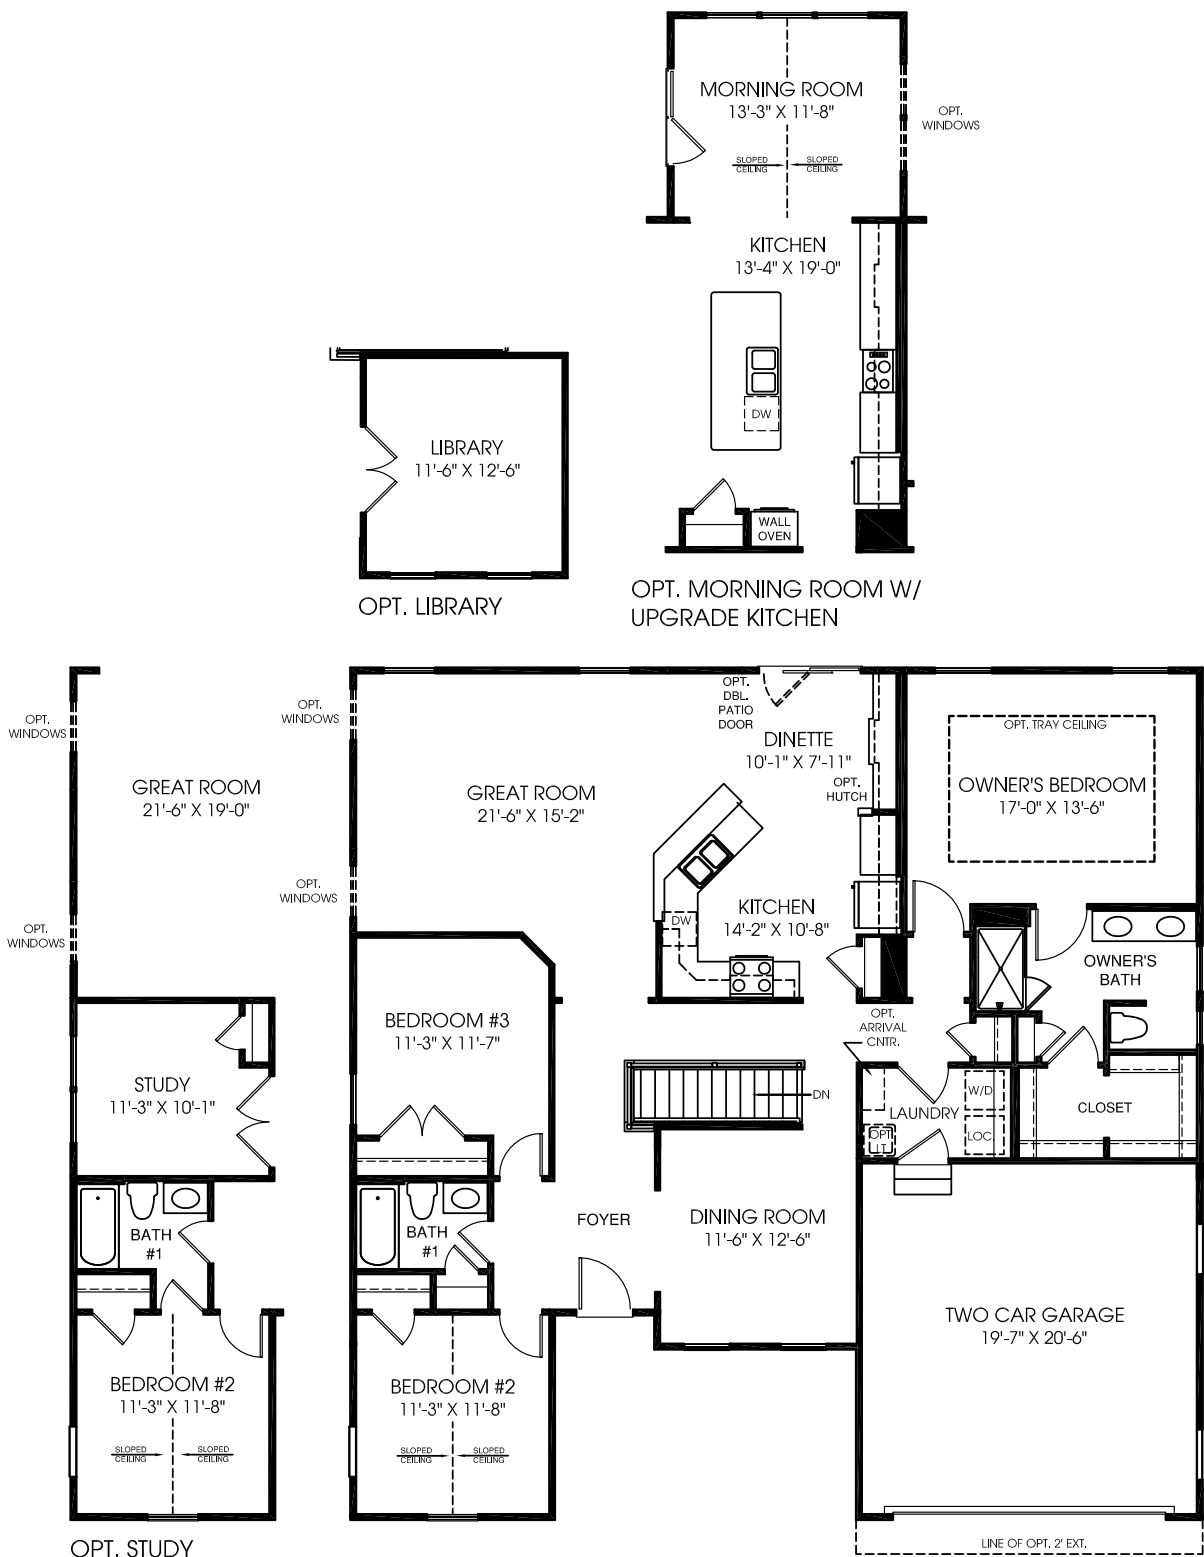 MORNING ROOM
13'-3" X 11'-8"
OPT.
WINDOWS
SLOPED
CEILING
SLOPED
CEILING
KITCHEN
13'-4" X 19'-0"
DW
WALL
OVEN
OPT. MORNING ROOM W/
UPGRADE KITCHEN
LIBRARY
11'-6" X 12'-6"
OPT. LIBRARY
OPT.
WINDOWS
GREAT ROOM
21'-6" X 19'-0"
OPT.
WINDOWS
STUDY
11'-3" X 10'-1"
BATH
#1
BEDROOM #2
11'-3" X 11'-8"
SLOPED
CEILING
SLOPED
CEILING
OPT. STUDY
OPT.
WINDOWS
GREAT ROOM
21'-6" X 15'-2"
OPT.
WINDOWS
OPT.
DBL.
PATIO
DOOR
DINETTE
10'-1" X 7'-11"
OPT.
HUTCH
OPT. TRAY CEILING
OWNER'S BEDROOM
17'-0" X 13'-6"
DW
KITCHEN
14'-2" X 10'-8"
OWNER'S
BATH
BEDROOM #3
11'-3" X 11'-7"
OPT.
ARRIVAL
CNTR.
DN
W/D
LAUNDRY
OPT.
LT
LOC.
CLOSET
BATH
#1
FOYER
DINING ROOM
11'-6" X 12'-6"
TWO CAR GARAGE
19'-7" X 20'-6"
BEDROOM #2
11'-3" X 11'-8"
SLOPED
CEILING
SLOPED
CEILING
LINE OF OPT. 2' EXT.